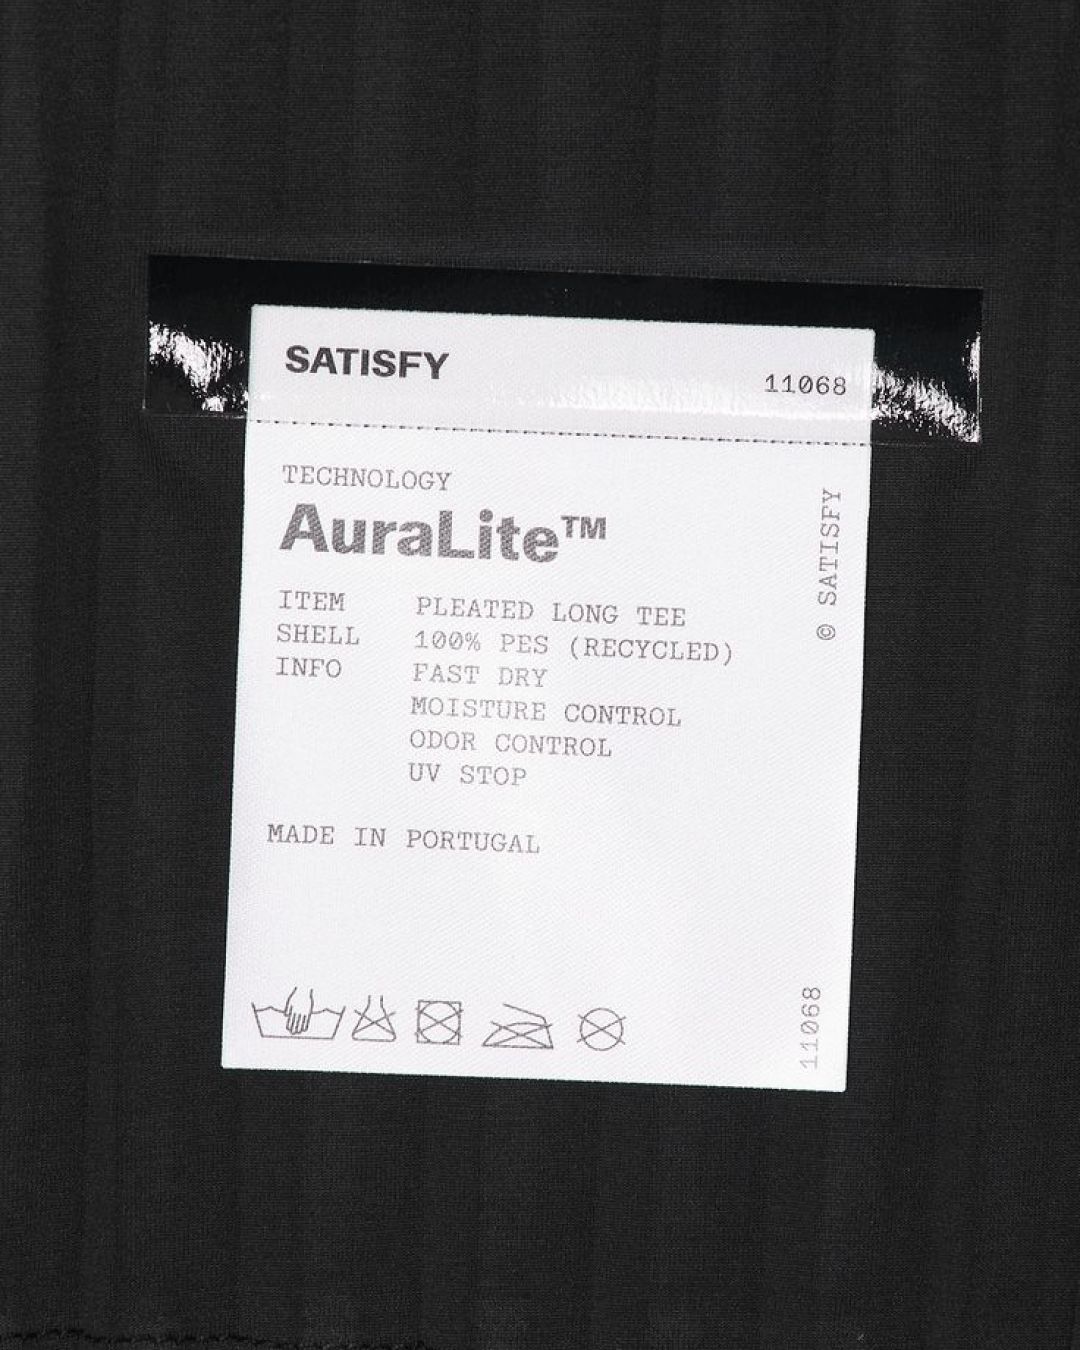 SATISFY
11068
TECHNOLOGY
AuraLite™
ITEM PLEATED LONG TEE
SHELL 100% PES (RECYCLED)
INFO FAST DRY
MOISTURE CONTROL
ODOR CONTROL
UV STOP
MADE IN PORTUGAL
© SATISFY
11068